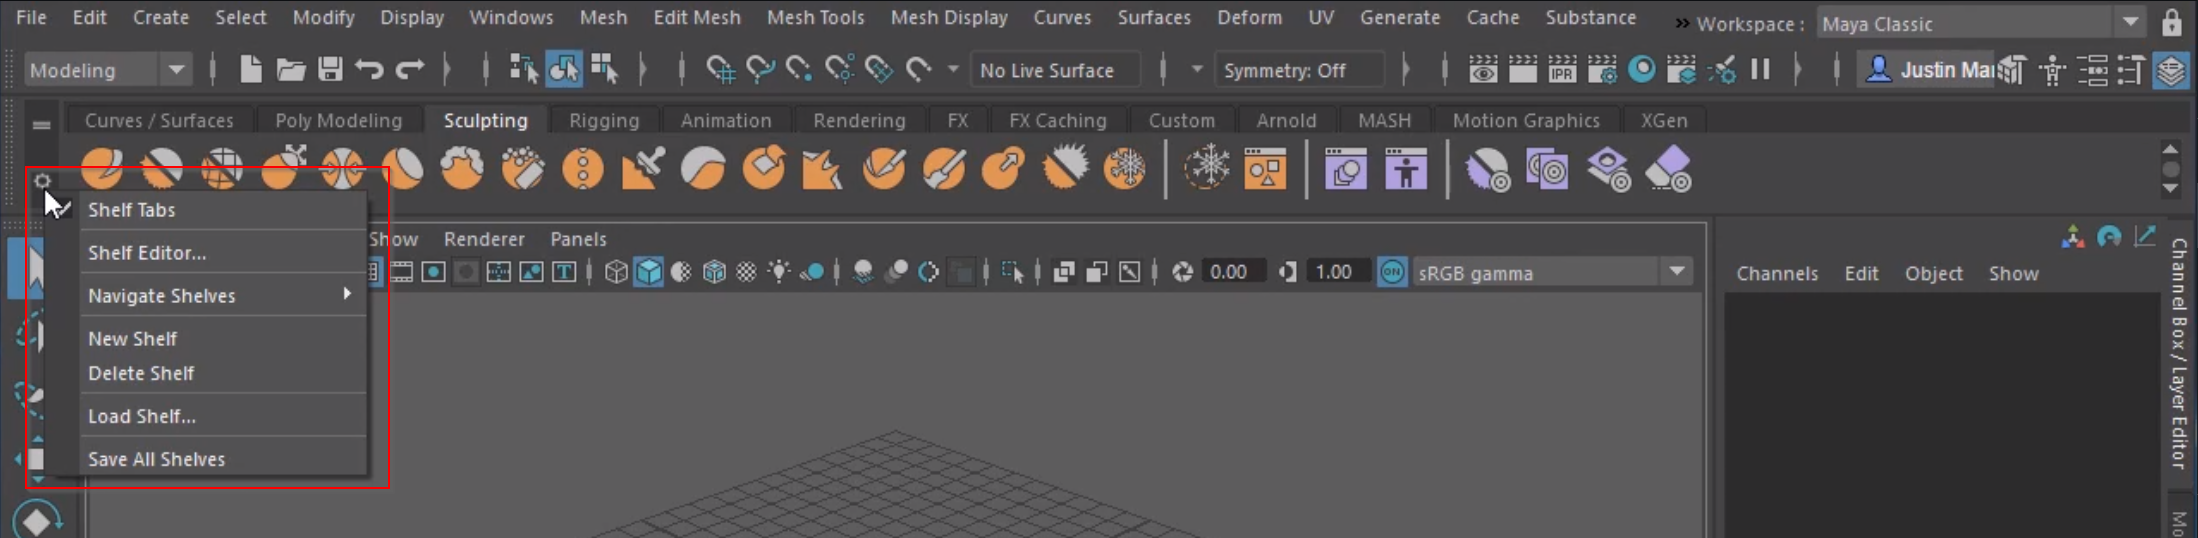 File Edit Create Select Modify Display Windows Mesh Edit Mesh Mesh Tools Mesh Display Curves Surfaces Deform UV Generate Cache Substance » Workspace : Maya Classic
Modeling No Live Surface Symmetry: Off IPR Justin Mar
Curves / Surfaces Poly Modeling Sculpting Rigging Animation Rendering FX FX Caching Custom Arnold MASH Motion Graphics XGen
Shelf Tabs
Shelf Editor...
Navigate Shelves
New Shelf
Delete Shelf
Load Shelf...
Save All Shelves
Show Renderer Panels
T 0.00 1.00 ON sRGB gamma
Channels Edit Object Show
Channel Box / Layer Editor
Mo